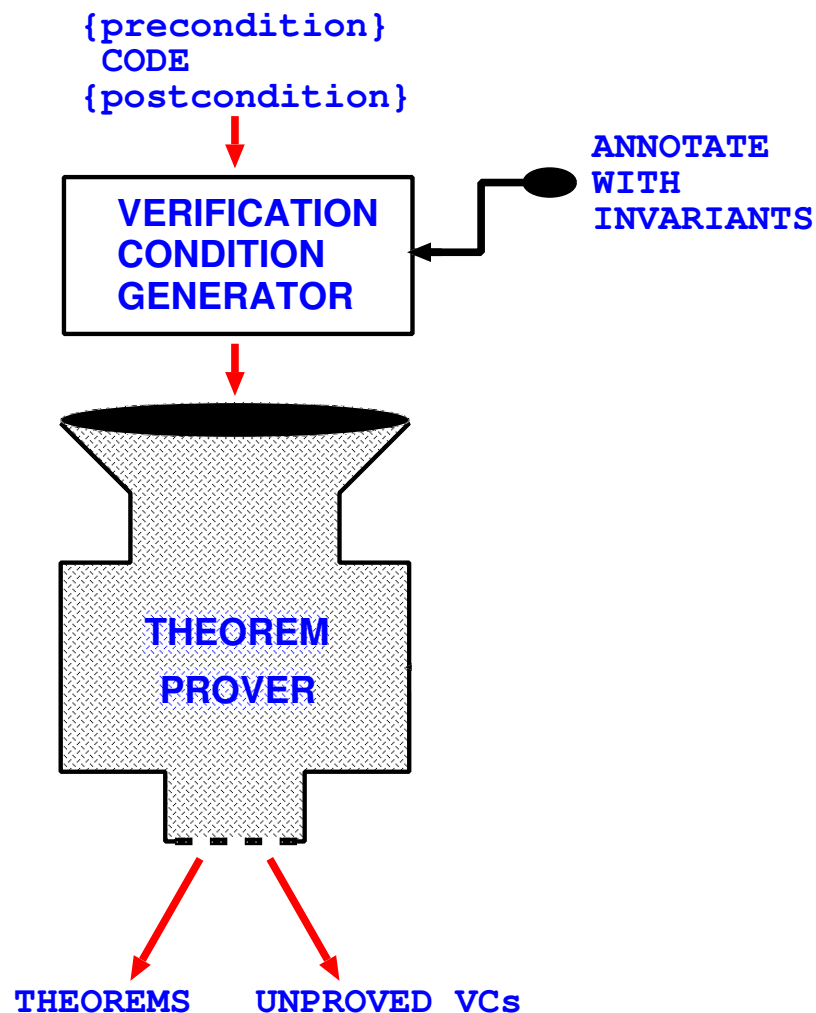 {precondition}
CODE
{postcondition}
ANNOTATE
WITH
INVARIANTS
VERIFICATION
CONDITION
GENERATOR
THEOREM
PROVER
THEOREMS
UNPROVED VCs